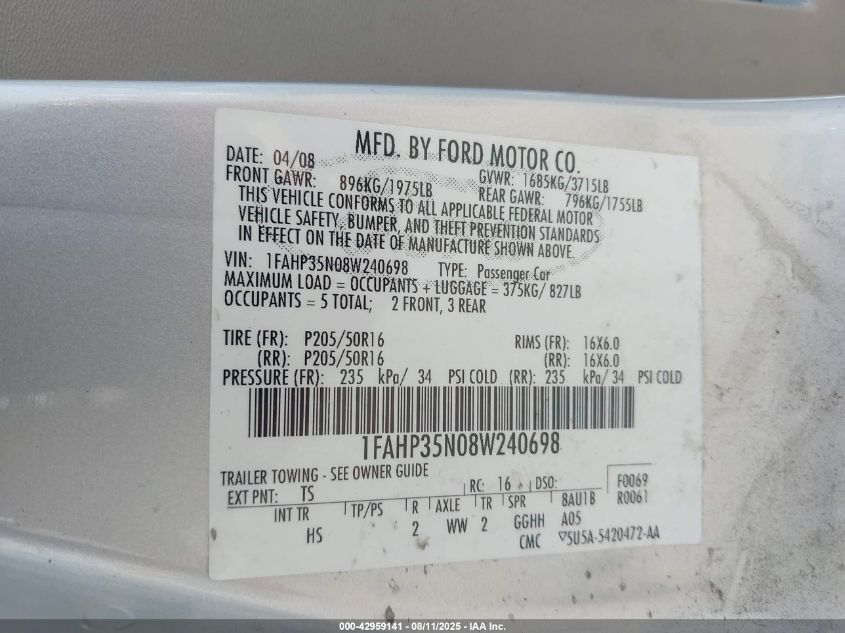 MFD. BY FORD MOTOR CO.
DATE: 04/08 GVWR: 1685KG/3715LB
FRONT GAWR: 896KG/1975LB REAR GAWR: 796KG/1755LB
THIS VEHICLE CONFORMS TO ALL APPLICABLE FEDERAL MOTOR
VEHICLE SAFETY, BUMPER, AND THEFT PREVENTION STANDARDS
IN EFFECT ON THE DATE OF MANUFACTURE SHOWN ABOVE.
VIN: 1FAHP35N08W240698 TYPE: Passenger Car
MAXIMUM LOAD = OCCUPANTS + LUGGAGE = 375KG/ 827LB
OCCUPANTS = 5 TOTAL; 2 FRONT, 3 REAR
TIRE (FR): P205/50R16 RIMS (FR): 16X6.0
(RR): P205/50R16 (RR): 16X6.0
PRESSURE (FR): 235 kPa/ 34 PSI COLD (RR): 235 kPa/ 34 PSI COLD
1FAHP35N08W240698
TRAILER TOWING - SEE OWNER GUIDE
EXT PNT: TS RC: 16 DSO: F0069
R0061
INT TR TP/PS R AXLE TR SPR 8AU1B
HS 2 WW 2 GGHH A05
CMC 5U5A-5420472-AA
000-42959141 - 08/11/2025 - IAA Inc.